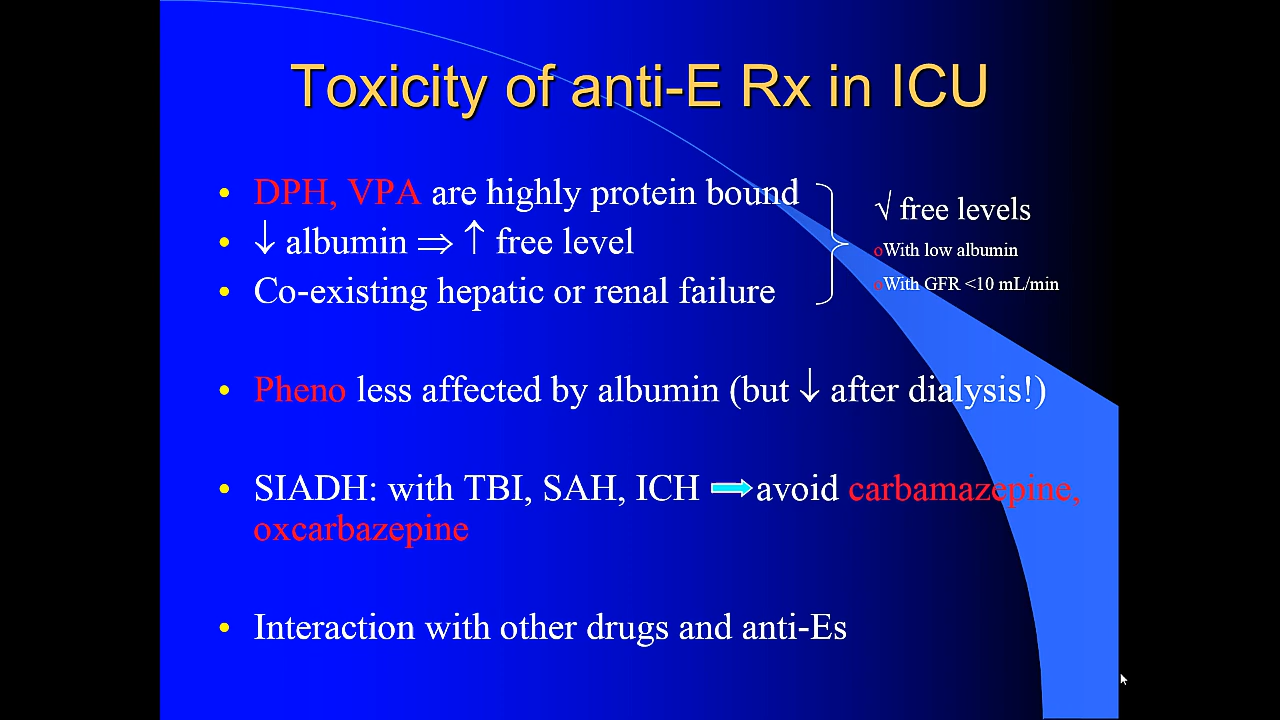 Toxicity of anti-E Rx in ICU
• DPH, VPA are highly protein bound
• ↓ albumin ⇒ ↑ free level
• Co-existing hepatic or renal failure
√ free levels
oWith low albumin
oWith GFR <10 mL/min
• Pheno less affected by albumin (but ↓ after dialysis!)
• SIADH: with TBI, SAH, ICH ⇨ avoid carbamazepine,
oxcarbazepine
• Interaction with other drugs and anti-Es